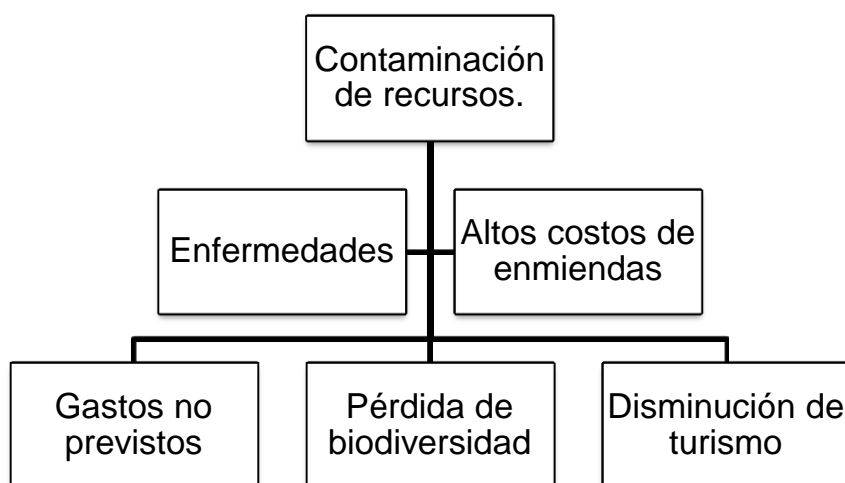 Contaminación
de recursos.
Enfermedades
Altos costos de
enmiendas
Gastos no
previstos
Pérdida de
biodiversidad
Disminución de
turismo